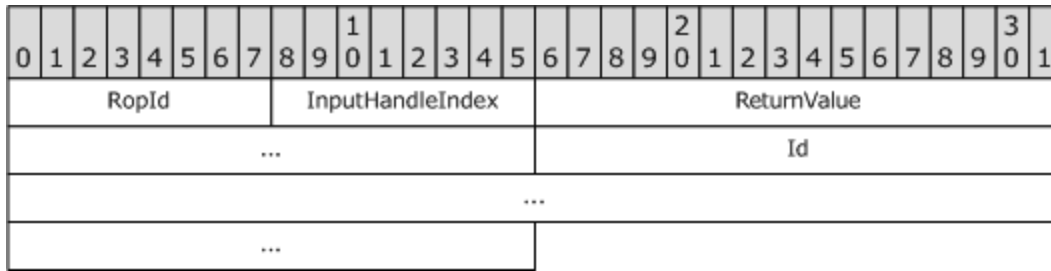 1 2 3
0 1 2 3 4 5 6 7 8 9 0 1 2 3 4 5 6 7 8 9 0 1 2 3 4 5 6 7 8 9 0 1
RopId InputHandleIndex ReturnValue
... Id
...
...